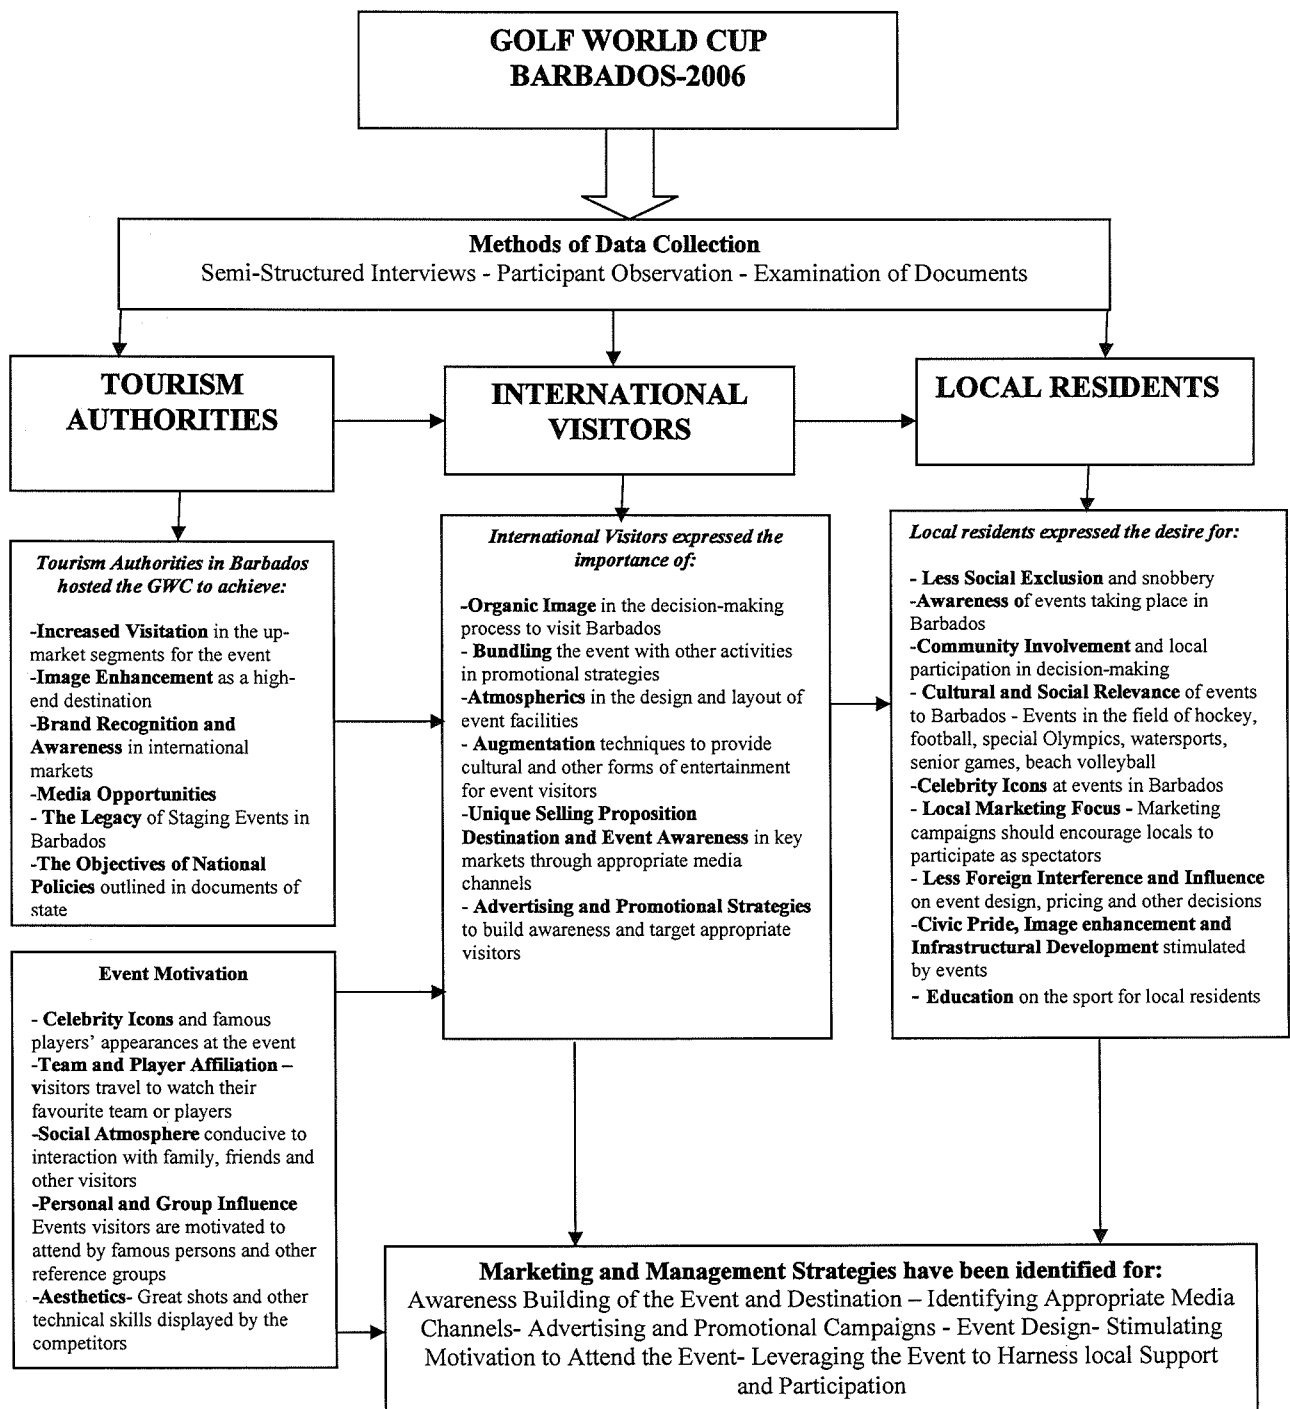 GOLF WORLD CUP
BARBADOS-2006
Methods of Data Collection
Semi-Structured Interviews - Participant Observation - Examination of Documents
TOURISM
AUTHORITIES
INTERNATIONAL
VISITORS
LOCAL RESIDENTS
Tourism Authorities in Barbados
hosted the GWC to achieve:
-Increased Visitation in the up-
market segments for the event
-Image Enhancement as a high-
end destination
-Brand Recognition and
Awareness in international
markets
-Media Opportunities
- The Legacy of Staging Events in
Barbados
-The Objectives of National
Policies outlined in documents of
state
International Visitors expressed the
importance of:
-Organic Image in the decision-making
process to visit Barbados
- Bundling the event with other activities
in promotional strategies
-Atmospherics in the design and layout of
event facilities
- Augmentation techniques to provide
cultural and other forms of entertainment
for event visitors
-Unique Selling Proposition
Destination and Event Awareness in key
markets through appropriate media
channels
- Advertising and Promotional Strategies
to build awareness and target appropriate
visitors
Local residents expressed the desire for:
- Less Social Exclusion and snobbery
-Awareness of events taking place in
Barbados
-Community Involvement and local
participation in decision-making
- Cultural and Social Relevance of events
to Barbados - Events in the field of hockey,
football, special Olympics, watersports,
senior games, beach volleyball
-Celebrity Icons at events in Barbados
- Local Marketing Focus - Marketing
campaigns should encourage locals to
participate as spectators
- Less Foreign Interference and Influence
on event design, pricing and other decisions
-Civic Pride, Image enhancement and
Infrastructural Development stimulated
by events
- Education on the sport for local residents
Event Motivation
- Celebrity Icons and famous
players' appearances at the event
-Team and Player Affiliation –
visitors travel to watch their
favourite team or players
-Social Atmosphere conducive to
interaction with family, friends and
other visitors
-Personal and Group Influence
Events visitors are motivated to
attend by famous persons and other
reference groups
-Aesthetics- Great shots and other
technical skills displayed by the
competitors
Marketing and Management Strategies have been identified for:
Awareness Building of the Event and Destination – Identifying Appropriate Media
Channels- Advertising and Promotional Campaigns - Event Design- Stimulating
Motivation to Attend the Event- Leveraging the Event to Harness local Support
and Participation